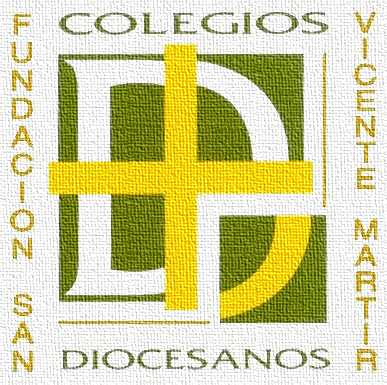 COLEGIOS
DIOCESANOS
FUNDACION SAN
VICENTE MARTIR